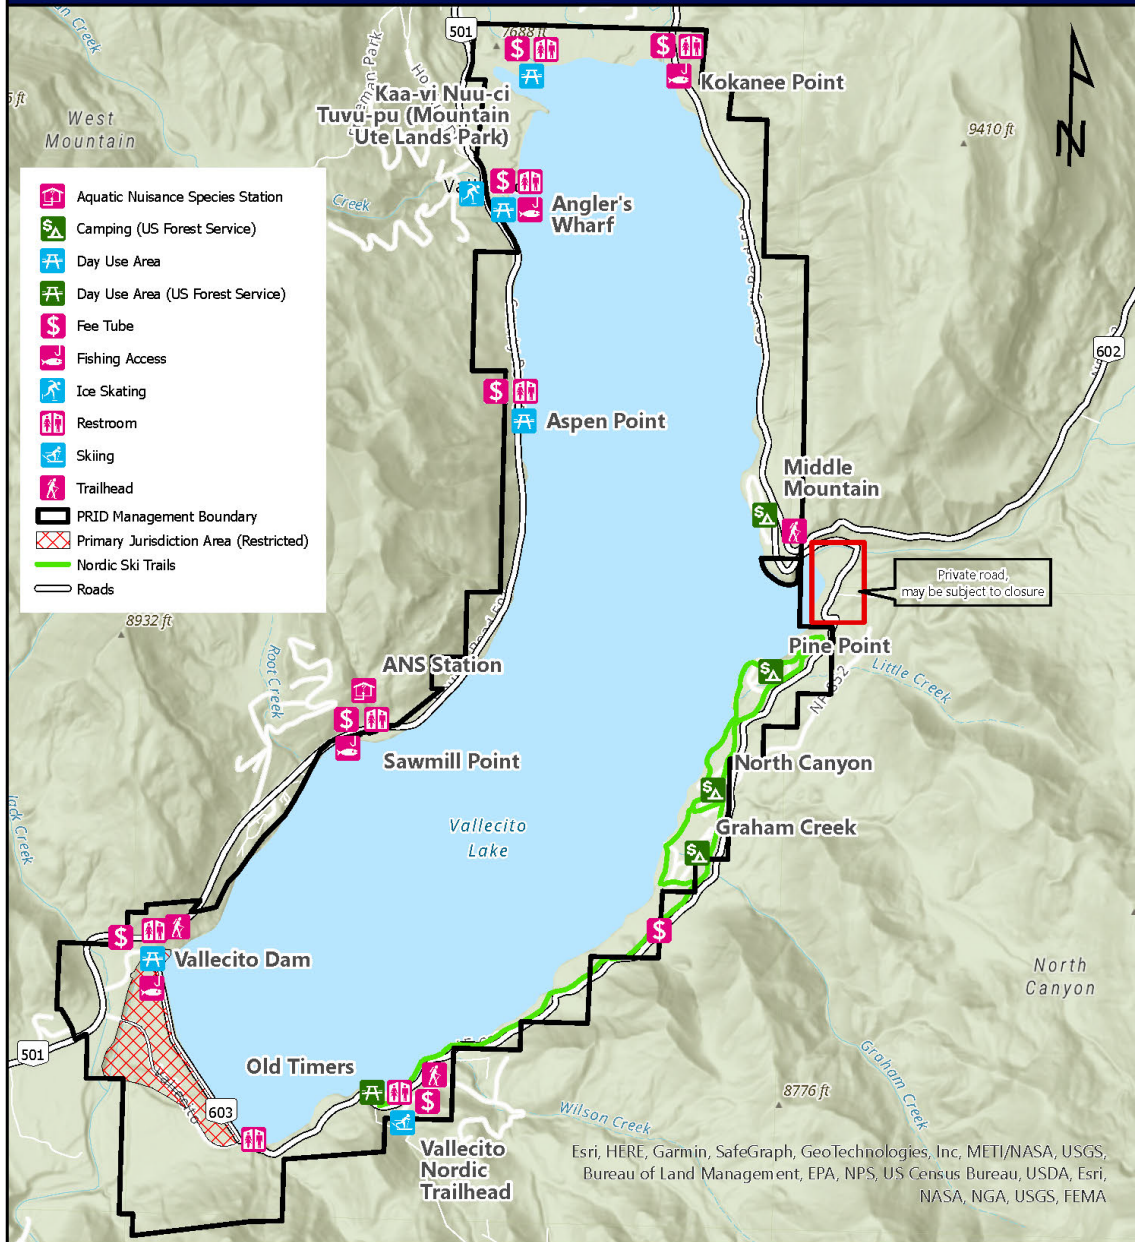 501
7688 ft
Kokanee Point
Kaa-vi Nuu-ci
Tuvu-pu (Mountain
Ute Lands Park)
West
Mountain
9410 ft
N
Creek
Angler's
Wharf
Aquatic Nuisance Species Station
Camping (US Forest Service)
Day Use Area
Day Use Area (US Forest Service)
Fee Tube
Fishing Access
Ice Skating
Restroom
Skiing
Trailhead
PRID Management Boundary
Primary Jurisdiction Area (Restricted)
Nordic Ski Trails
Roads
602
Aspen Point
Middle
Mountain
Private road,
may be subject to closure
8932 ft
Root Creek
ANS Station
Pine Point
Little Creek
Sawmill Point
North Canyon
Vallecito
Lake
Graham Creek
Vallecito Dam
North
Canyon
501
Old Timers
603
Vallecito
Graham Creek
8776 ft
Wilson Creek
Vallecito
Nordic
Trailhead
Esri, HERE, Garmin, SafeGraph, GeoTechnologies, Inc, METI/NASA, USGS,
Bureau of Land Management, EPA, NPS, US Census Bureau, USDA, Esri,
NASA, NGA, USGS, FEMA